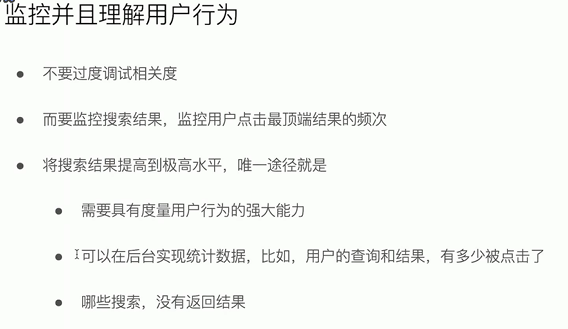 监控并且理解用户行为
不要过度调试相关度
而要监控搜索结果，监控用户点击最顶端结果的频次
将搜索结果提高到极高水平，唯一途径就是
需要具有度量用户行为的强大能力
可以在后台实现统计数据，比如，用户的查询和结果，有多少被点击了
哪些搜索，没有返回结果